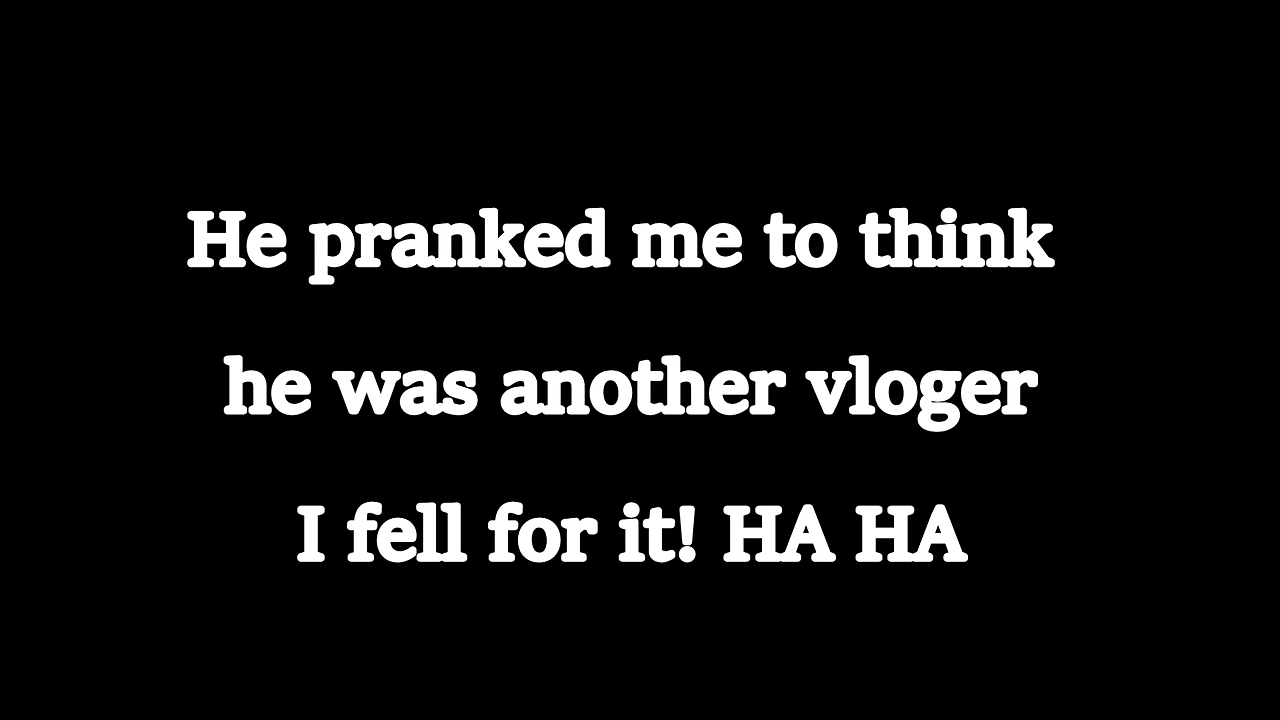 He pranked me to think
he was another vloger
I fell for it! HA HA